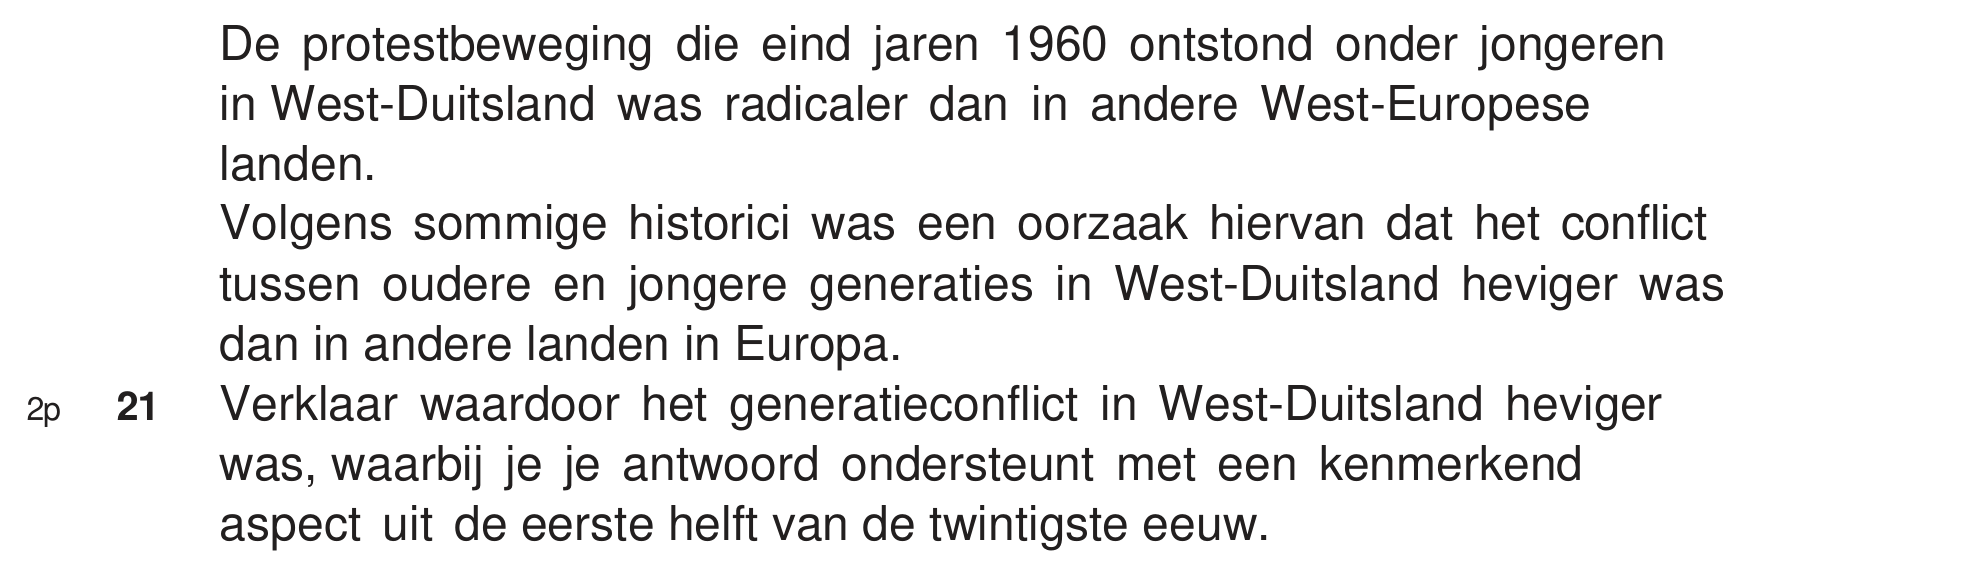 De protestbeweging die eind jaren 1960 ontstond onder jongeren
in West-Duitsland was radicaler dan in andere West-Europese
landen.
Volgens sommige historici was een oorzaak hiervan dat het conflict
tussen oudere en jongere generaties in West-Duitsland heviger was
dan in andere landen in Europa.
2p 21 Verklaar waardoor het generatieconflict in West-Duitsland heviger
was, waarbij je je antwoord ondersteunt met een kenmerkend
aspect uit de eerste helft van de twintigste eeuw.